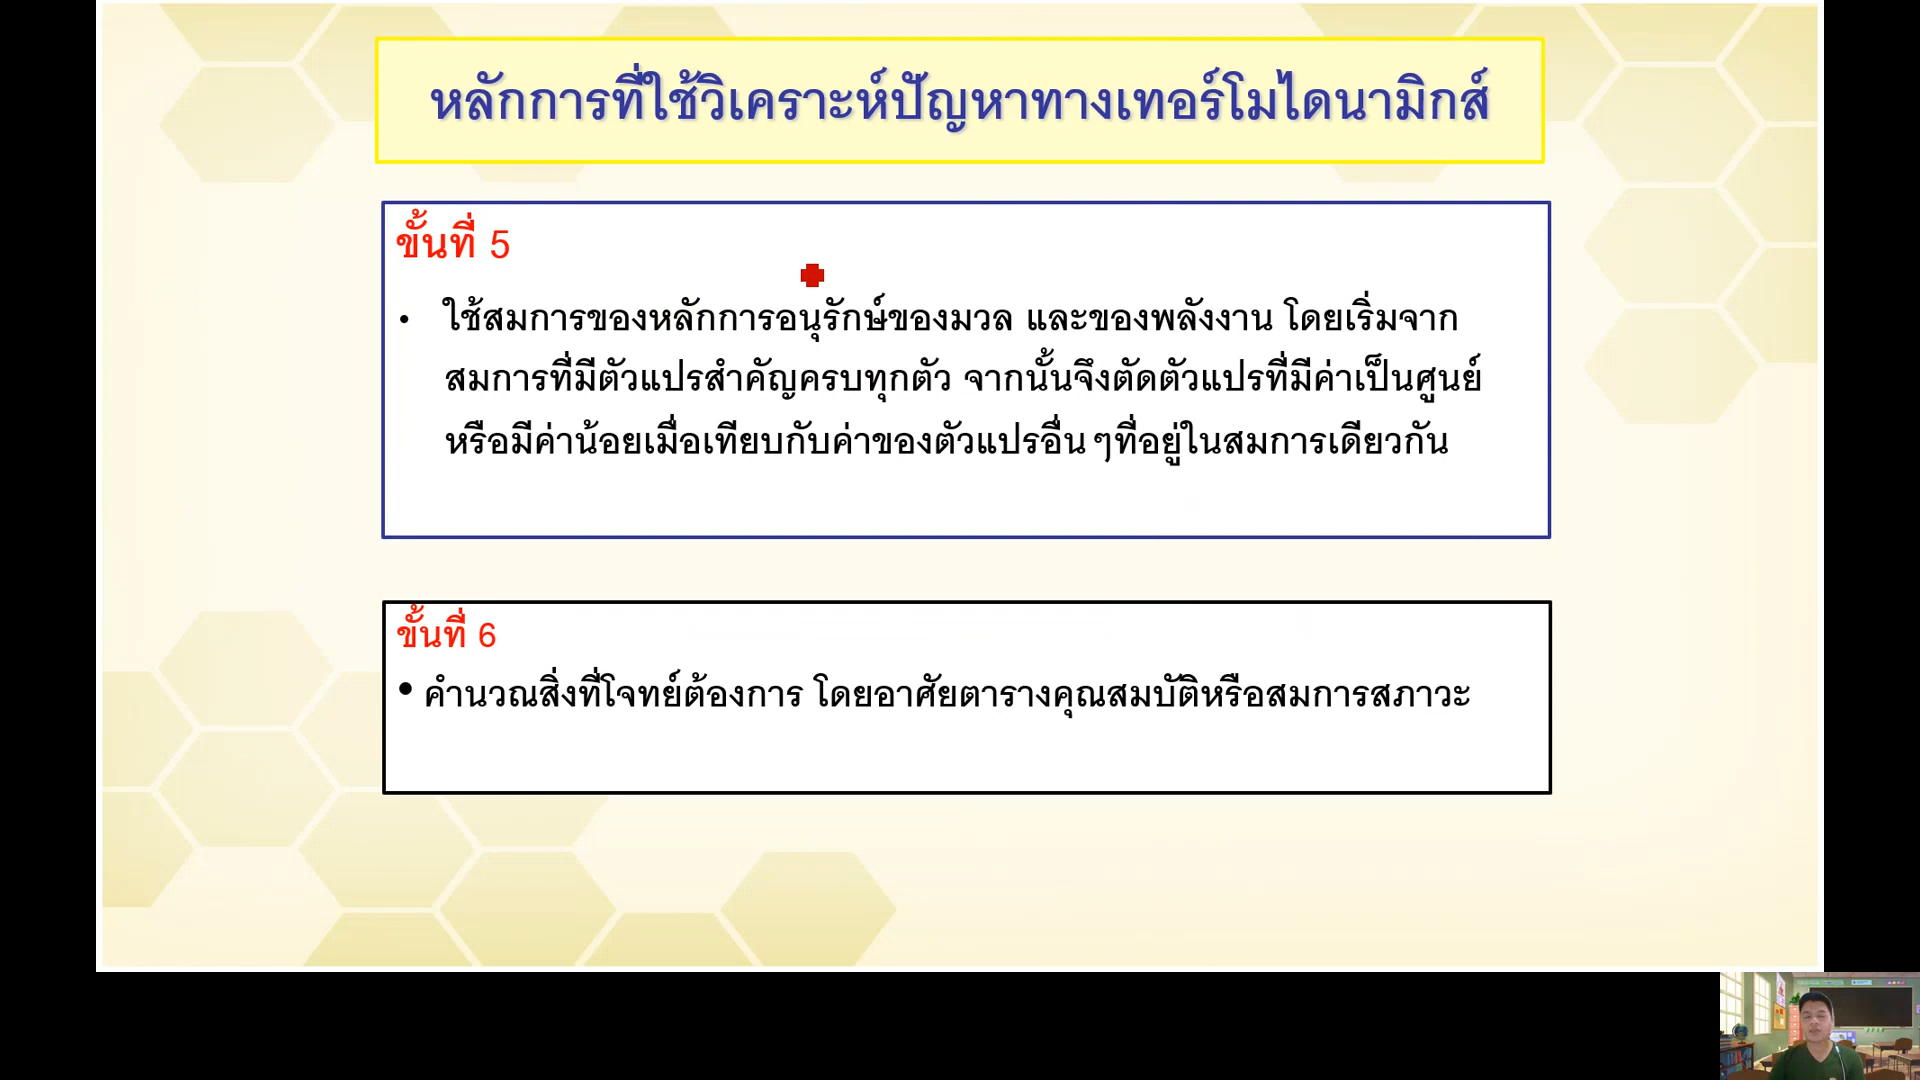 หลักการที่ใช้วิเคราะห์ปัญหาทางเทอร์โมไดนามิกส์
ขั้นที่ 5
• ใช้สมการของหลักการอนุรักษ์ของมวล และของพลังงาน โดยเริ่มจาก
สมการที่มีตัวแปรสำคัญครบทุกตัว จากนั้นจึงตัดตัวแปรที่มีค่าเป็นศูนย์
หรือมีค่าน้อยเมื่อเทียบกับค่าของตัวแปรอื่นๆที่อยู่ในสมการเดียวกัน
ขั้นที่ 6
• คำนวณสิ่งที่โจทย์ต้องการ โดยอาศัยตารางคุณสมบัติหรือสมการสภาวะ